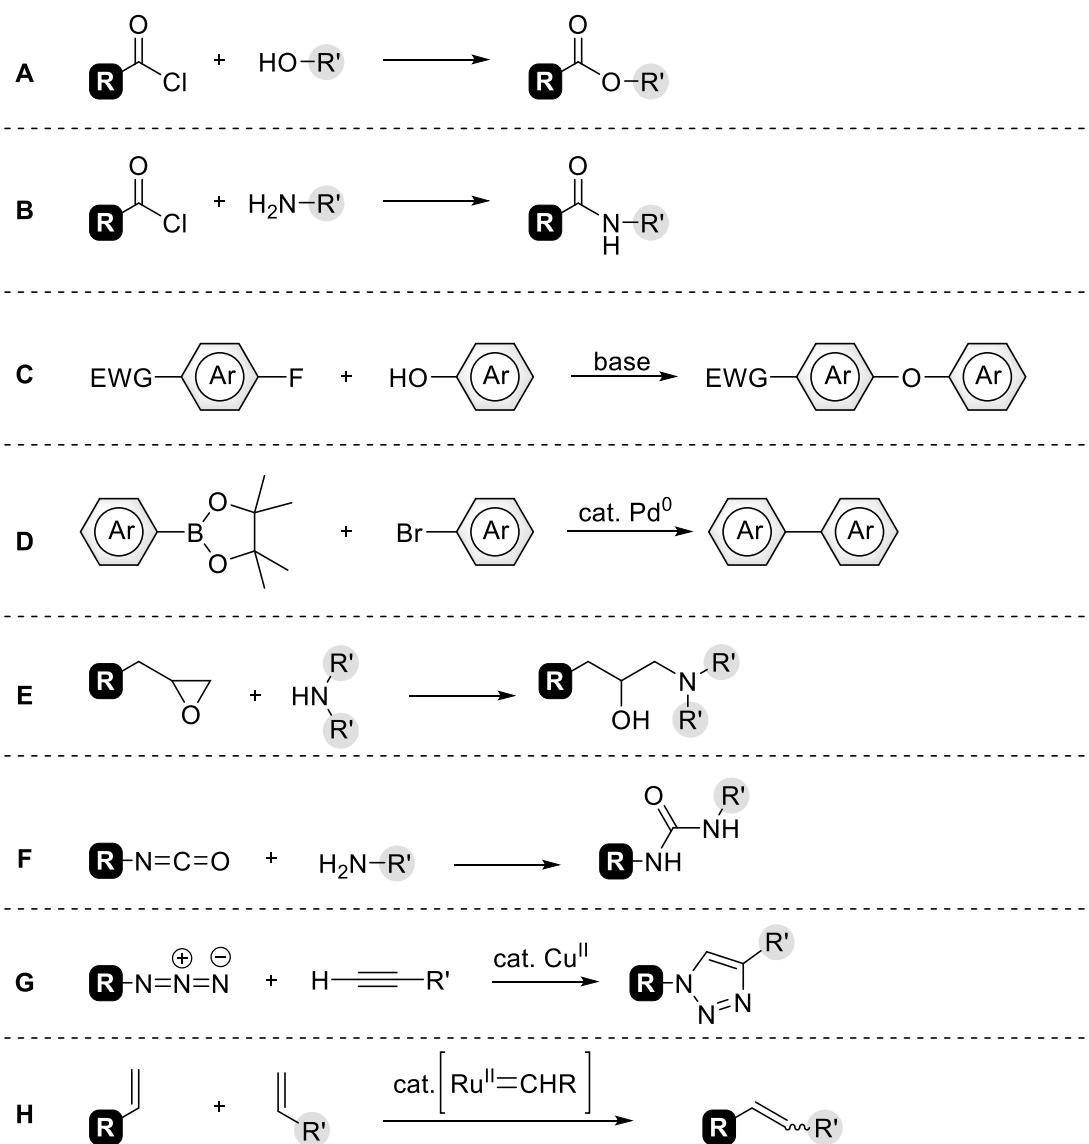 A R O Cl + HO R' R O O R'
B R O Cl + H2N R' R O N H R'
C EWG Ar F + HO Ar base EWG Ar O Ar
D Ar B O O + Br Ar cat. Pd0 Ar Ar
E R O + HN R' R' R OH N R' R'
F R N=C=O + H2N R' R NH O NH R'
G R N=N=N + − + H R' cat. CuII R N N N R'
H R + R' cat. [RuII=CHR] R R'